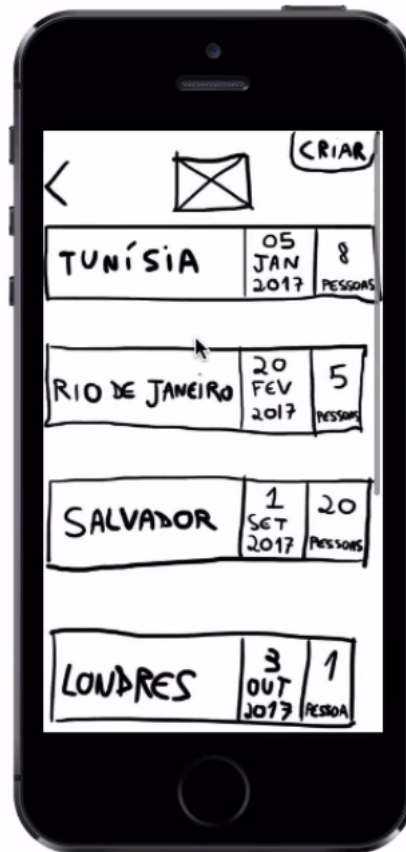 CRIAR
TUNÍSIA
05
JAN
2017
8
PESSOAS
RIO DE JANEIRO
20
FEV
2017
5
PESSOAS
SALVADOR
1
SET
2017
20
PESSOAS
LONDRES
3
OUT
2017
1
PESSOA